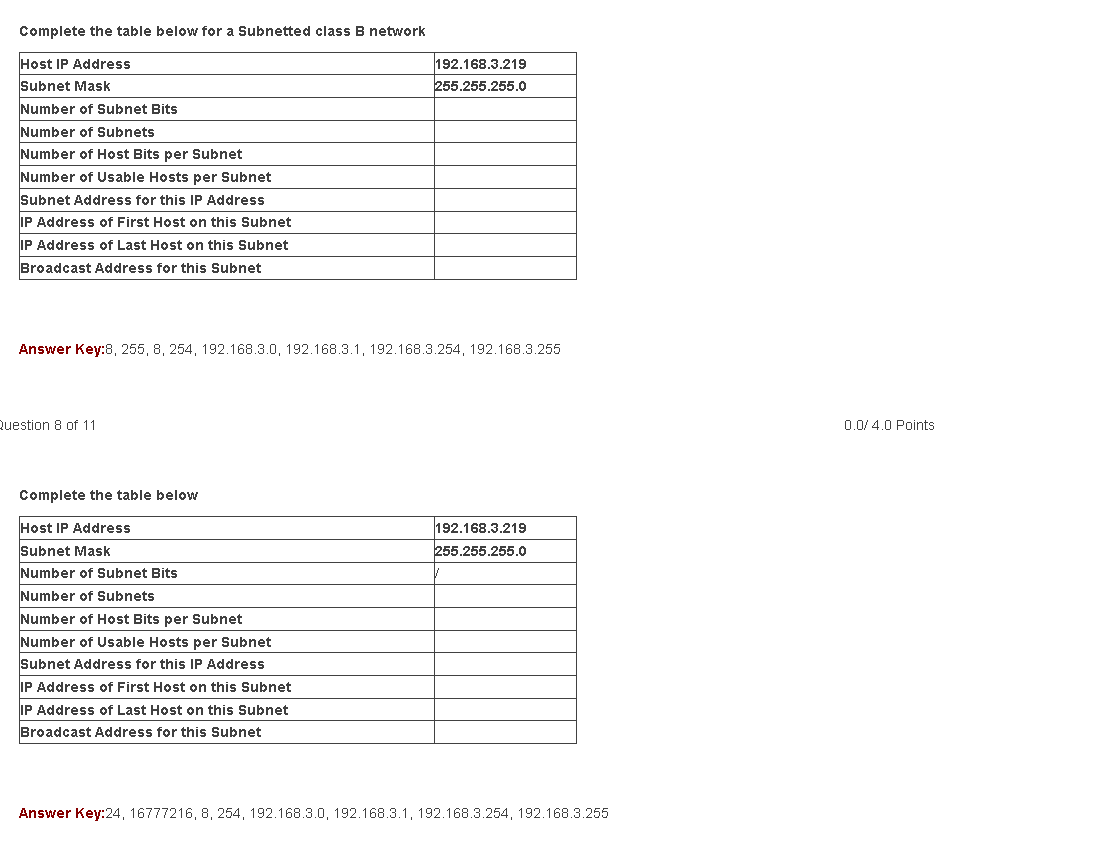 Complete the table below for a Subnetted class B network
Host IP Address 192.168.3.219
Subnet Mask 255.255.255.0
Number of Subnet Bits
Number of Subnets
Number of Host Bits per Subnet
Number of Usable Hosts per Subnet
Subnet Address for this IP Address
IP Address of First Host on this Subnet
IP Address of Last Host on this Subnet
Broadcast Address for this Subnet
Answer Key:8, 255, 8, 254, 192.168.3.0, 192.168.3.1, 192.168.3.254, 192.168.3.255
Question 8 of 11 0.0/ 4.0 Points
Complete the table below
Host IP Address 192.168.3.219
Subnet Mask 255.255.255.0
Number of Subnet Bits /
Number of Subnets
Number of Host Bits per Subnet
Number of Usable Hosts per Subnet
Subnet Address for this IP Address
IP Address of First Host on this Subnet
IP Address of Last Host on this Subnet
Broadcast Address for this Subnet
Answer Key:24, 16777216, 8, 254, 192.168.3.0, 192.168.3.1, 192.168.3.254, 192.168.3.255